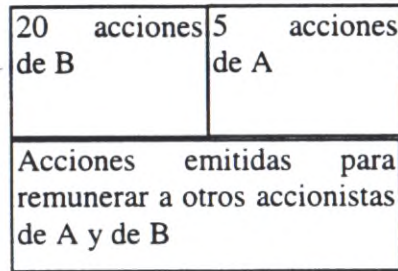 20 acciones
de B
5 acciones
de A
Acciones emitidas para
remunerar a otros accionistas
de A y de B